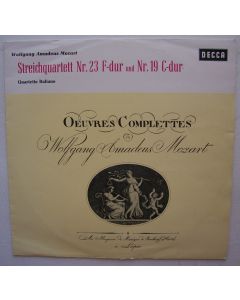 Wolfgang Amadeus Mozart
DECCA
Streichquartett Nr. 23 F-dur und Nr. 19 C-dur
Quartetto Italiano
OEUVRES COMPLETTES
de
Wolfgang Amadeus Mozart